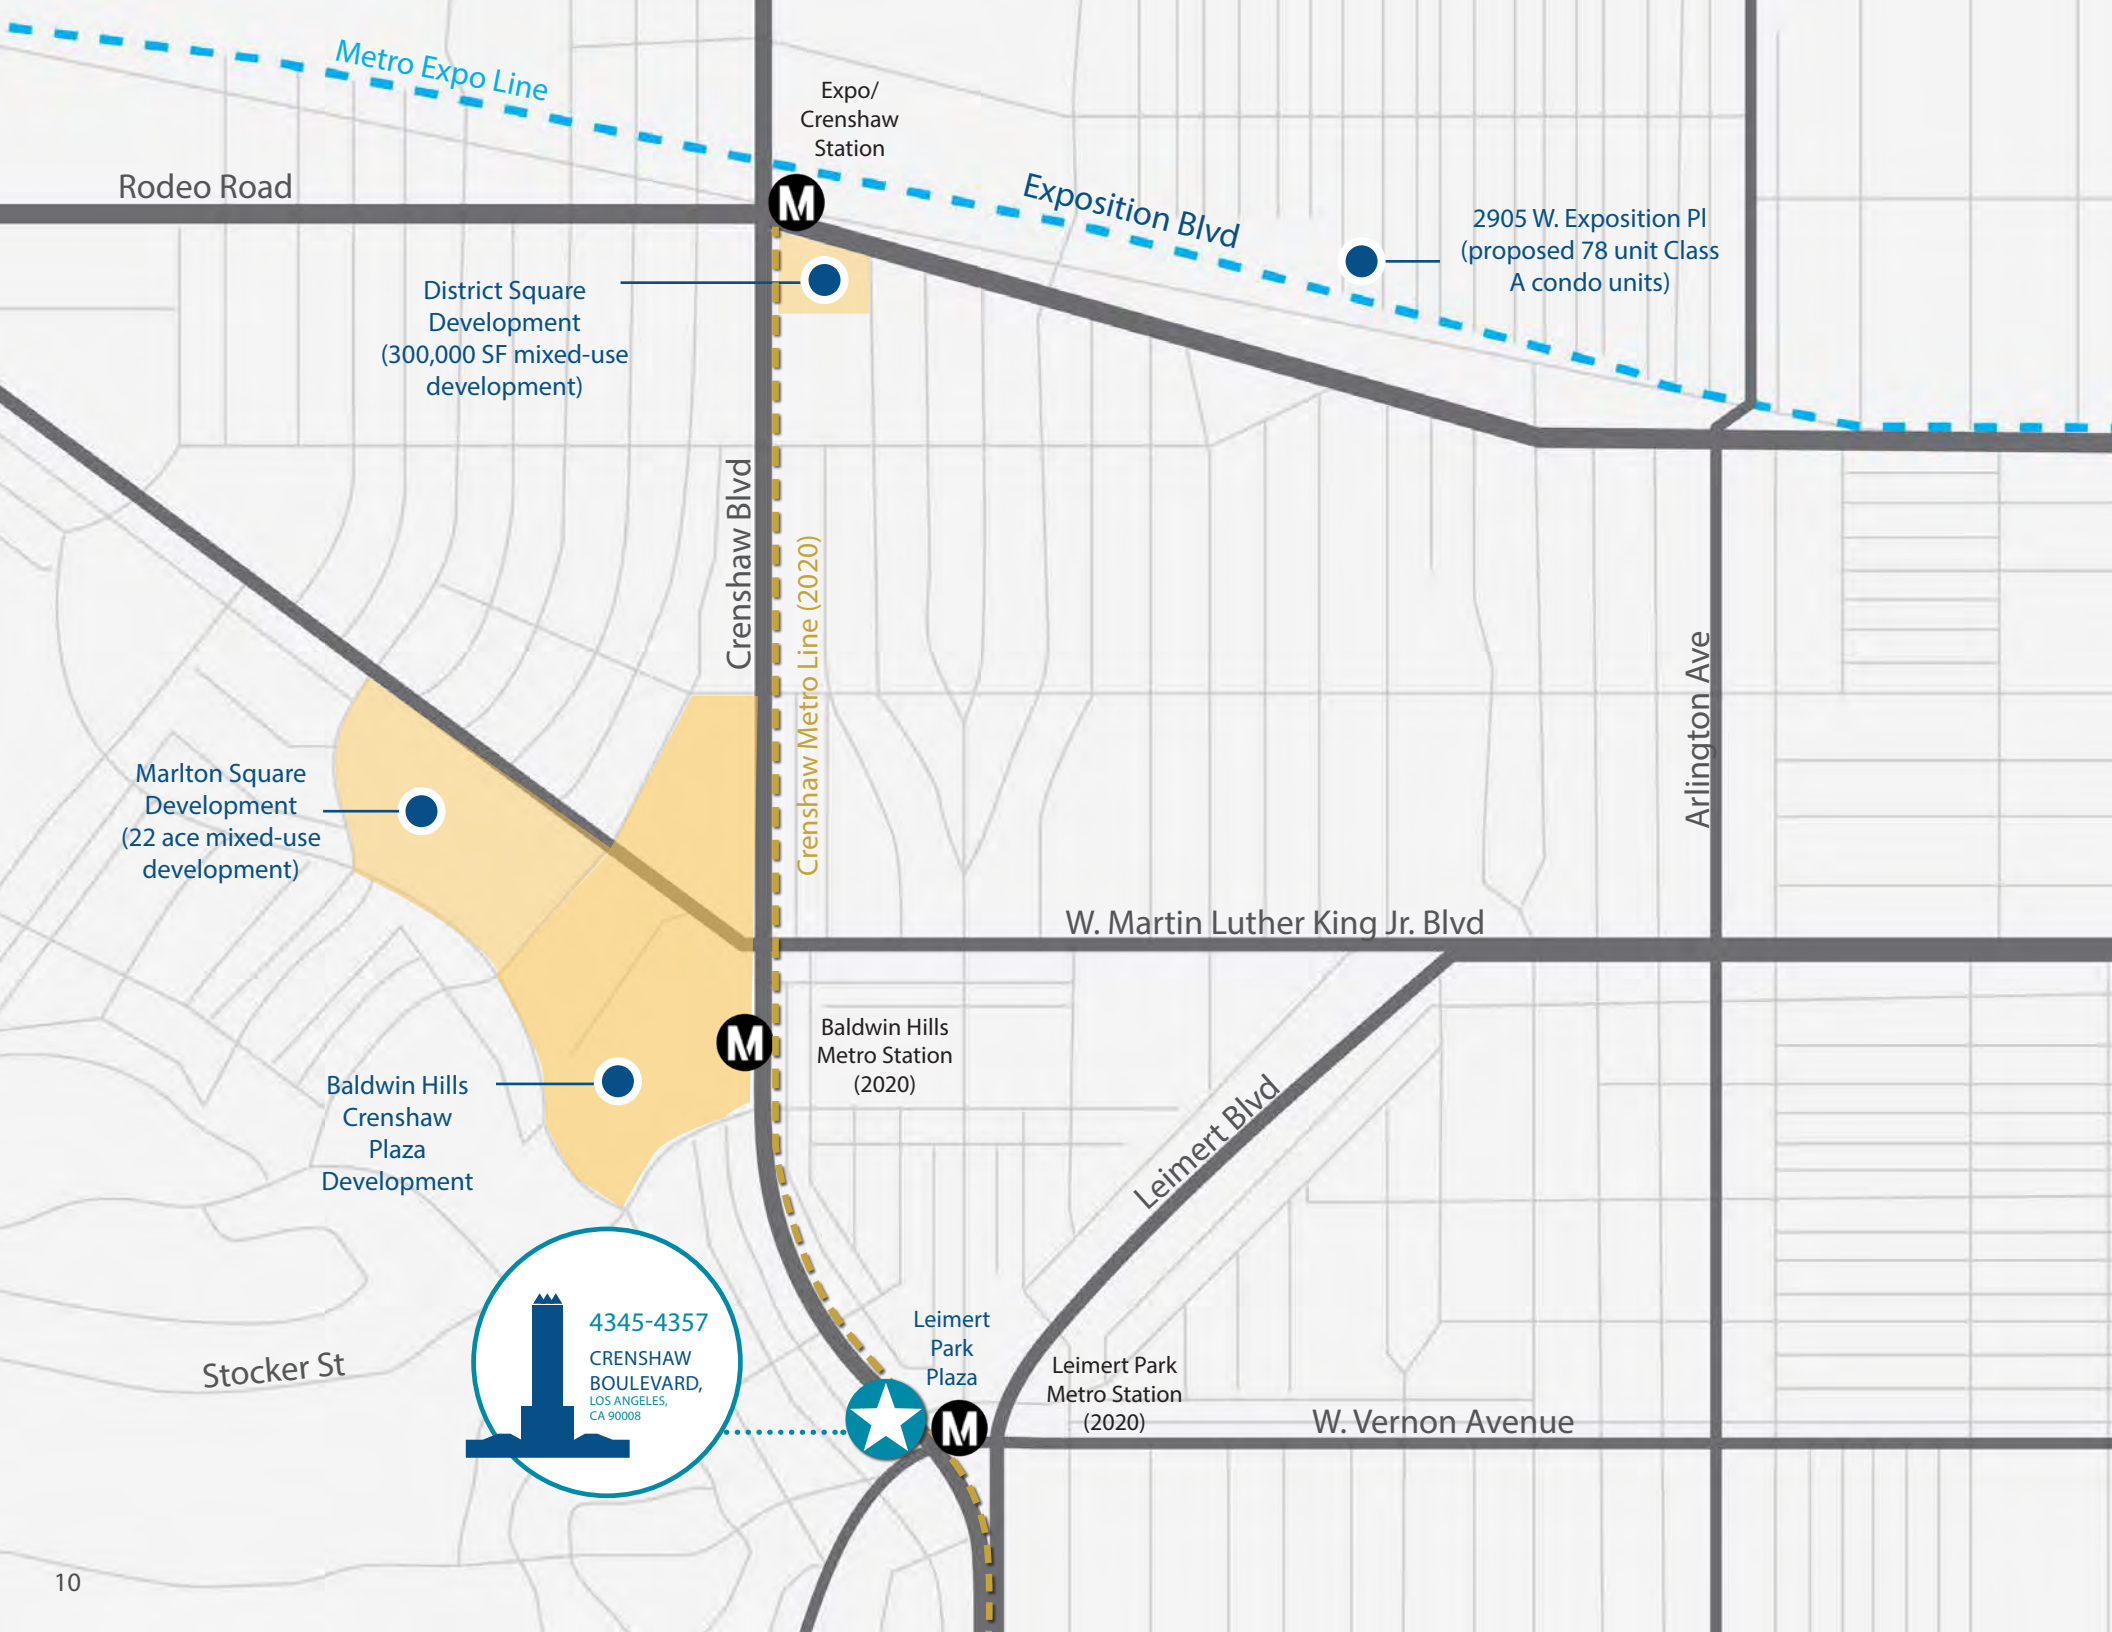 Metro Expo Line
Expo/
Crenshaw
Station
M
Rodeo Road
Exposition Blvd
2905 W. Exposition Pl
(proposed 78 unit Class
A condo units)
District Square
Development
(300,000 SF mixed-use
development)
Crenshaw Blvd
Crenshaw Metro Line (2020)
Arlington Ave
Marlton Square
Development
(22 ace mixed-use
development)
W. Martin Luther King Jr. Blvd
M
Baldwin Hills
Metro Station
(2020)
Baldwin Hills
Crenshaw
Plaza
Development
Leimert Blvd
4345-4357
CRENSHAW
BOULEVARD,
LOS ANGELES,
CA 90008
Stocker St
Leimert
Park
Plaza
M
Leimert Park
Metro Station
(2020)
W. Vernon Avenue
10